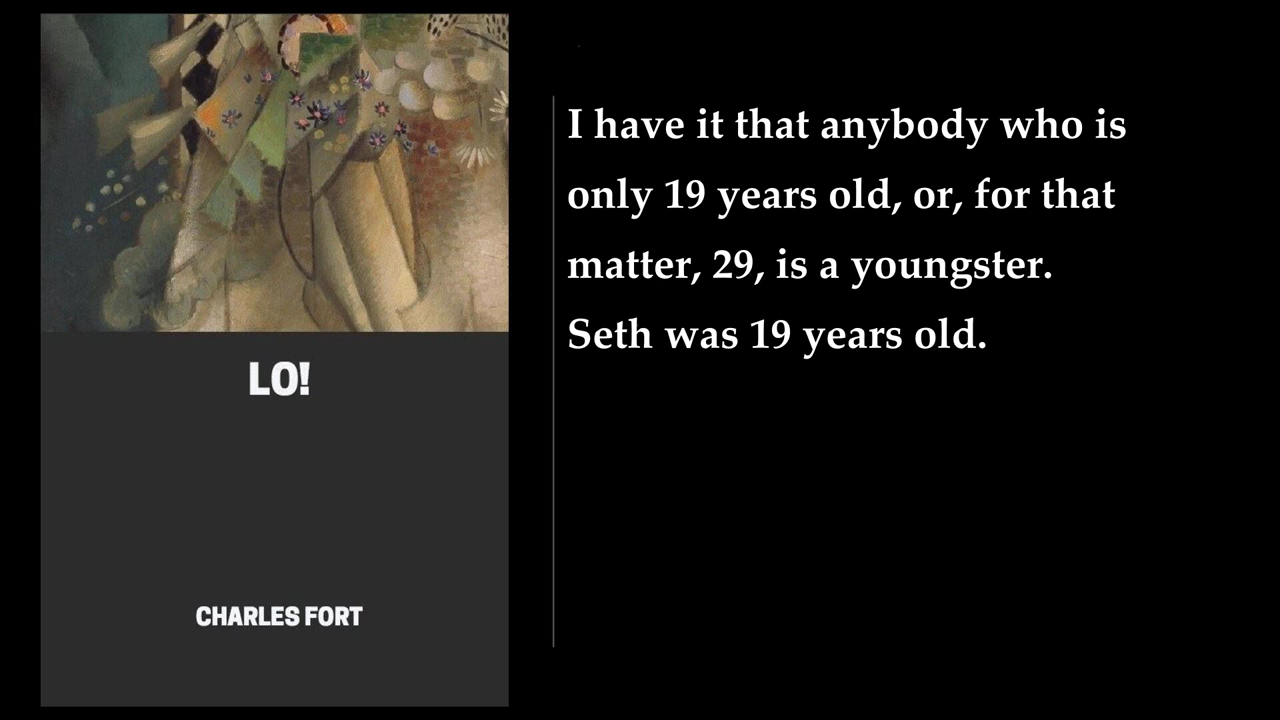 LO!
CHARLES FORT
I have it that anybody who is
only 19 years old, or, for that
matter, 29, is a youngster.
Seth was 19 years old.